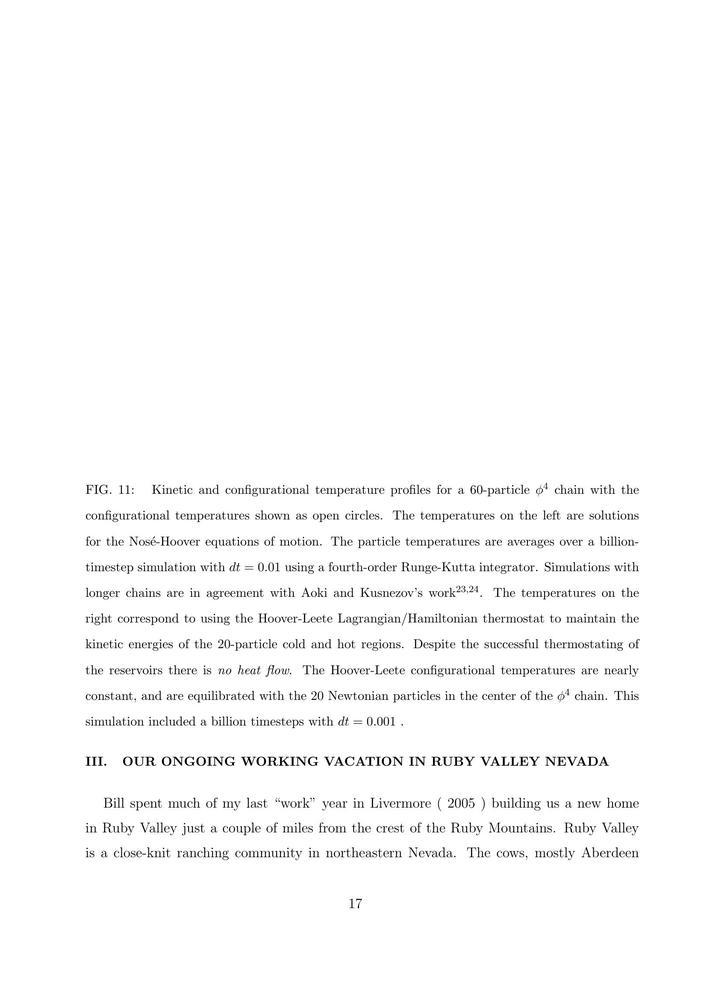 FIG. 11: Kinetic and configurational temperature profiles for a 60-particle ϕ⁴ chain with the
configurational temperatures shown as open circles. The temperatures on the left are solutions
for the Nosé-Hoover equations of motion. The particle temperatures are averages over a billion-
timestep simulation with dt = 0.01 using a fourth-order Runge-Kutta integrator. Simulations with
longer chains are in agreement with Aoki and Kusnezov's work²³,²⁴. The temperatures on the
right correspond to using the Hoover-Leete Lagrangian/Hamiltonian thermostat to maintain the
kinetic energies of the 20-particle cold and hot regions. Despite the successful thermostating of
the reservoirs there is no heat flow. The Hoover-Leete configurational temperatures are nearly
constant, and are equilibrated with the 20 Newtonian particles in the center of the ϕ⁴ chain. This
simulation included a billion timesteps with dt = 0.001 .
III. OUR ONGOING WORKING VACATION IN RUBY VALLEY NEVADA
Bill spent much of my last “work” year in Livermore ( 2005 ) building us a new home
in Ruby Valley just a couple of miles from the crest of the Ruby Mountains. Ruby Valley
is a close-knit ranching community in northeastern Nevada. The cows, mostly Aberdeen
17